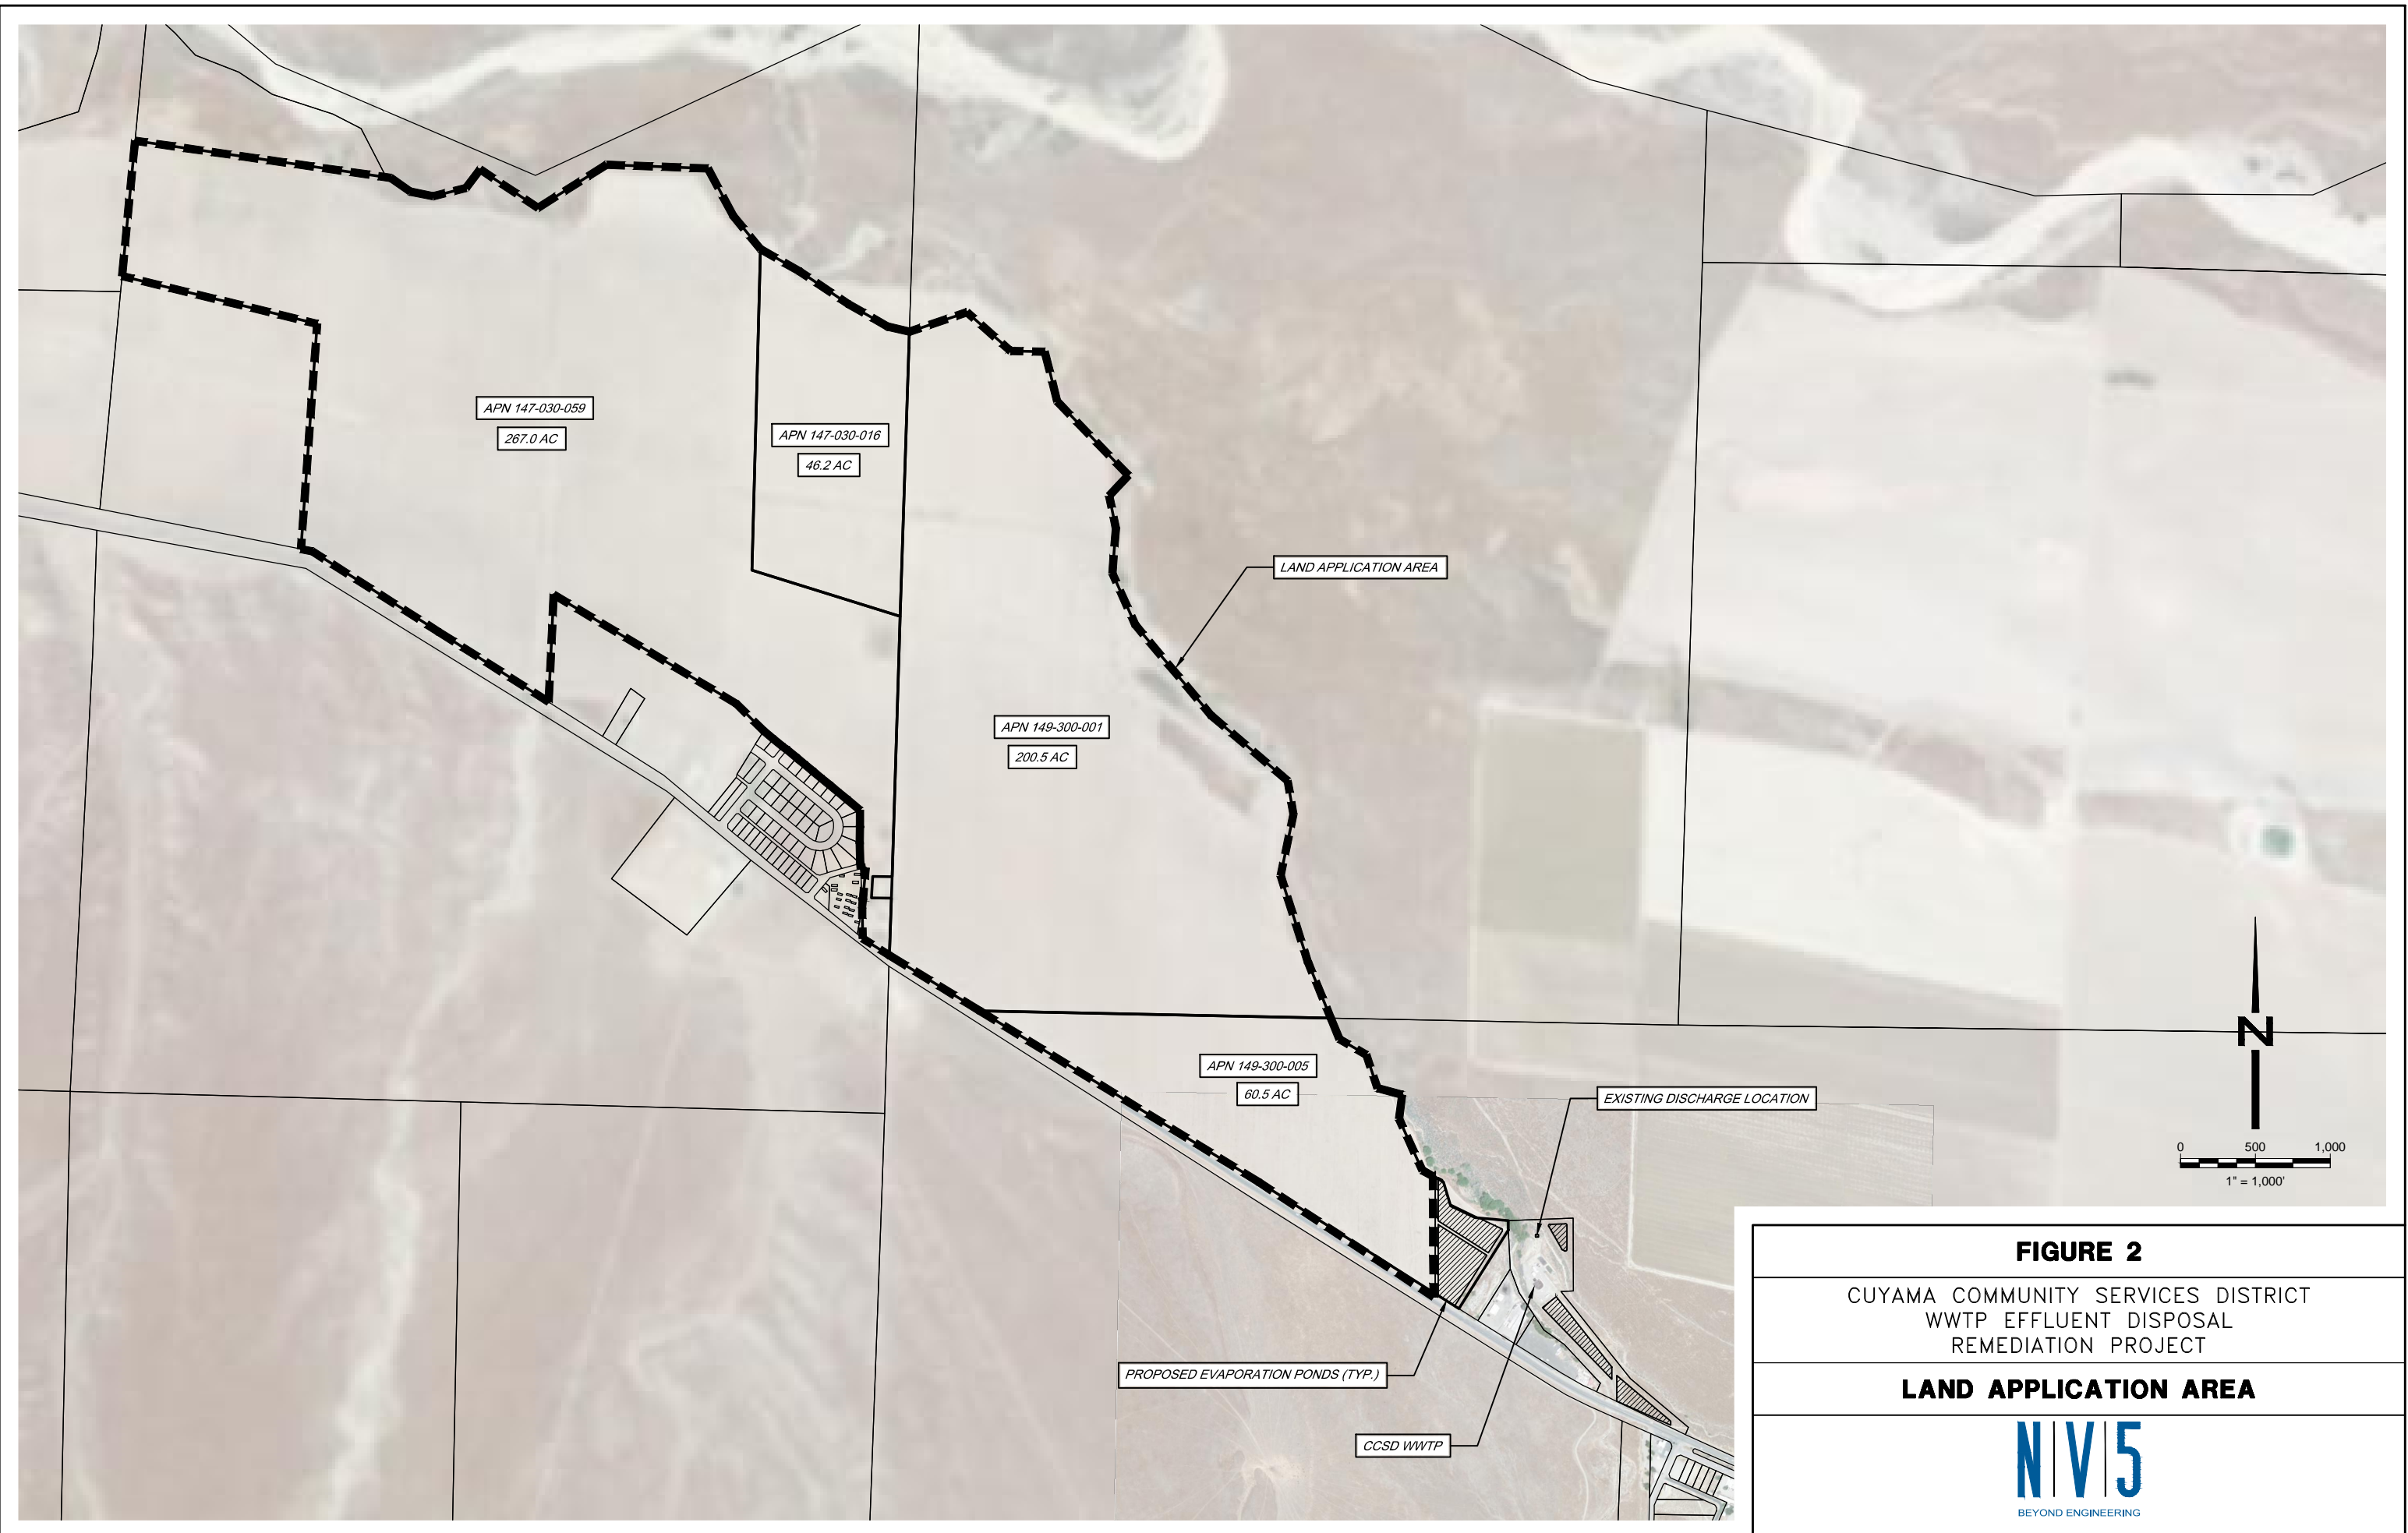 APN 147-030-059
267.0 AC
APN 147-030-016
46.2 AC
LAND APPLICATION AREA
APN 149-300-001
200.5 AC
APN 149-300-005
60.5 AC
EXISTING DISCHARGE LOCATION
PROPOSED EVAPORATION PONDS (TYP.)
CCSD WWTP
N
0 500 1,000
1" = 1,000'
FIGURE 2
CUYAMA COMMUNITY SERVICES DISTRICT
WWTP EFFLUENT DISPOSAL
REMEDIATION PROJECT
LAND APPLICATION AREA
N|V|5
BEYOND ENGINEERING